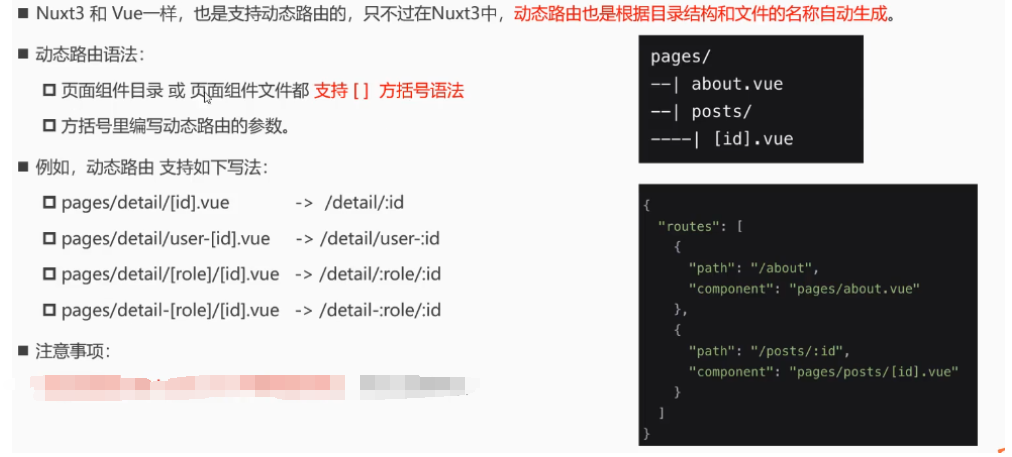 Nuxt3 和 Vue一样，也是支持动态路由的，只不过在Nuxt3中，动态路由也是根据目录结构和文件的名称自动生成。
动态路由语法：
页面组件目录 或 页面组件文件都 支持 [ ] 方括号语法
方括号里编写动态路由的参数。
例如，动态路由 支持如下写法：
pages/detail/[id].vue -> /detail/:id
pages/detail/user-[id].vue -> /detail/user-:id
pages/detail/[role]/[id].vue -> /detail/:role/:id
pages/detail-[role]/[id].vue -> /detail-:role/:id
注意事项：
pages/
--| about.vue
--| posts/
----| [id].vue
{
"routes": [
{
"path": "/about",
"component": "pages/about.vue"
},
{
"path": "/posts/:id",
"component": "pages/posts/[id].vue"
}
]
}